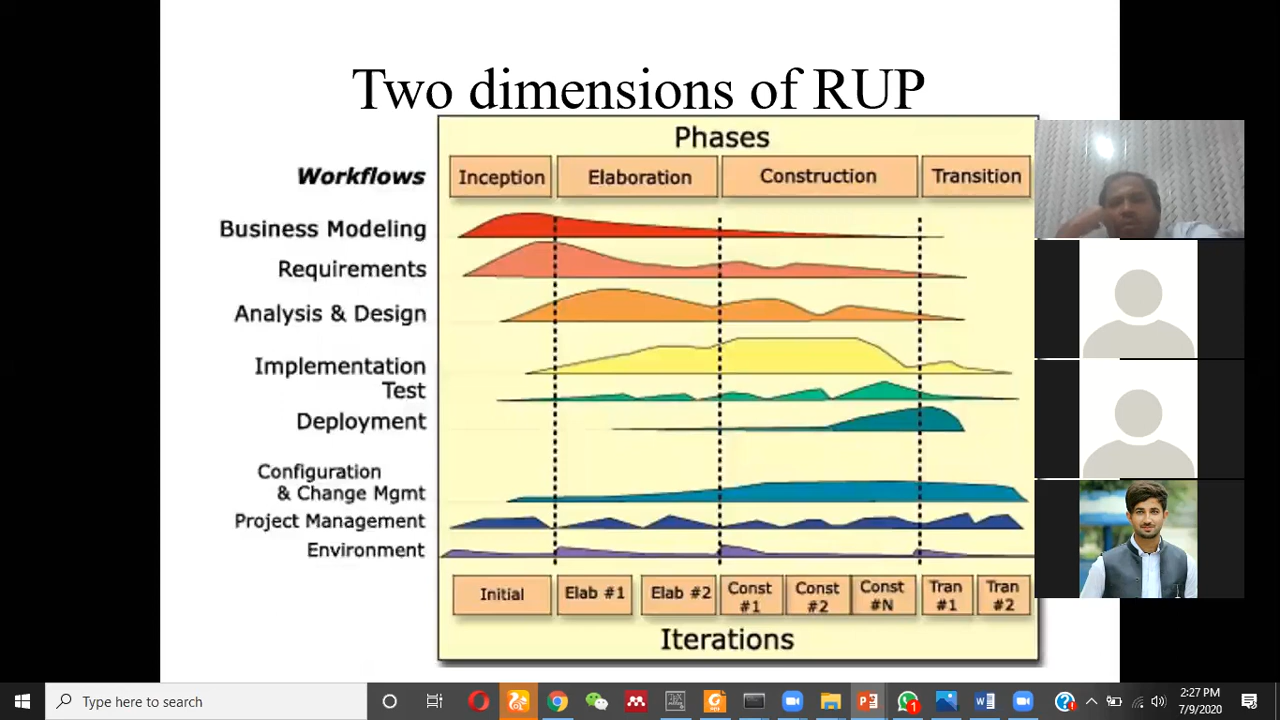 Two dimensions of RUP
Phases
Workflows
Inception
Elaboration
Construction
Transition
Business Modeling
Requirements
Analysis & Design
Implementation
Test
Deployment
Configuration
& Change Mgmt
Project Management
Environment
Initial
Elab #1
Elab #2
Const
#1
Const
#2
Const
#N
Tran
#1
Tran
#2
Iterations
Type here to search
1
2:27 PM
7/9/2020